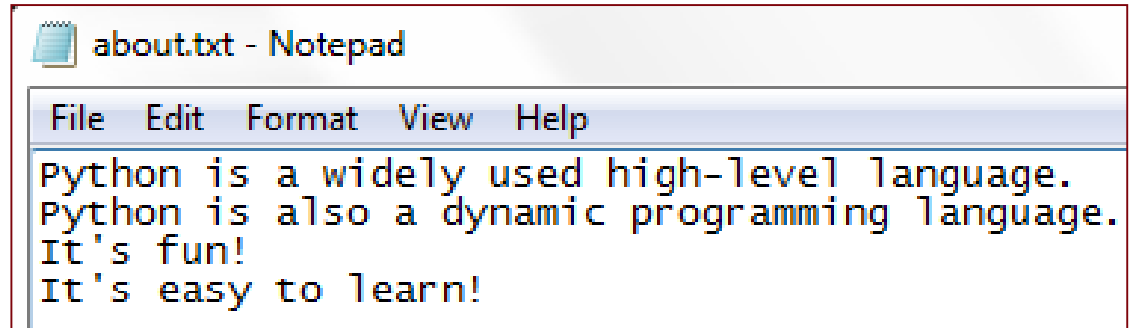 about.txt - Notepad
File Edit Format View Help
Python is a widely used high-level language.
Python is also a dynamic programming language.
It's fun!
It's easy to learn!